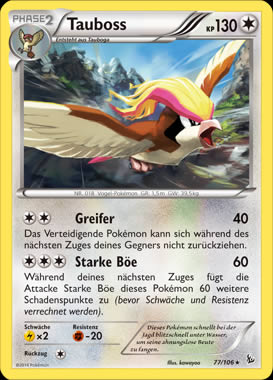 PHASE 2
Tauboss
KP 130
Entsteht aus Tauboga
NR. 018 Vogel-Pokémon GR: 1,5m GW: 39,5kg
Greifer 40
Das Verteidigende Pokémon kann sich während des
nächsten Zuges deines Gegners nicht zurückziehen.
Starke Böe 60
Während deines nächsten Zuges fügt die
Attacke Starke Böe dieses Pokémon 60 weitere
Schadenspunkte zu (bevor Schwäche und Resistenz
verrechnet werden).
Schwäche
×2
Resistenz
-20
Rückzug
Dieses Pokémon schnellt bei der
Jagd blitzschnell unter Wasser,
um seine ahnungslose Beute
zu fangen.
Illus. kawayoo
77/106
©2014 Pokémon